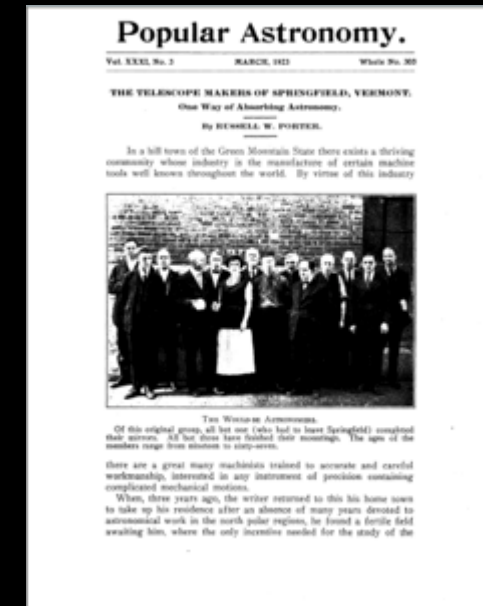 Popular Astronomy.
Vol. XXXI, No. 3 MARCH, 1923 Whole No. 303
THE TELESCOPE MAKERS OF SPRINGFIELD, VERMONT.
One Way of Absorbing Astronomy.
By RUSSELL W. PORTER.
In a hill town of the Green Mountain State there exists a thriving
community whose industry is the manufacture of certain machine
tools well known throughout the world. By virtue of this industry
THE WOULD-BE ASTRONOMERS.
Of this original group, all but one (who had to leave Springfield) completed
their mirrors. All but three have finished their mountings. The ages of the
members range from nineteen to sixty-seven.
there are a great many machinists trained to accurate and careful
workmanship, interested in any instrument of precision containing
complicated mechanical motions.
When, three years ago, the writer returned to this his home town
to take up his residence after an absence of many years devoted to
astronomical work in the north polar regions, he found a fertile field
awaiting him, where the only incentive needed for the study of the